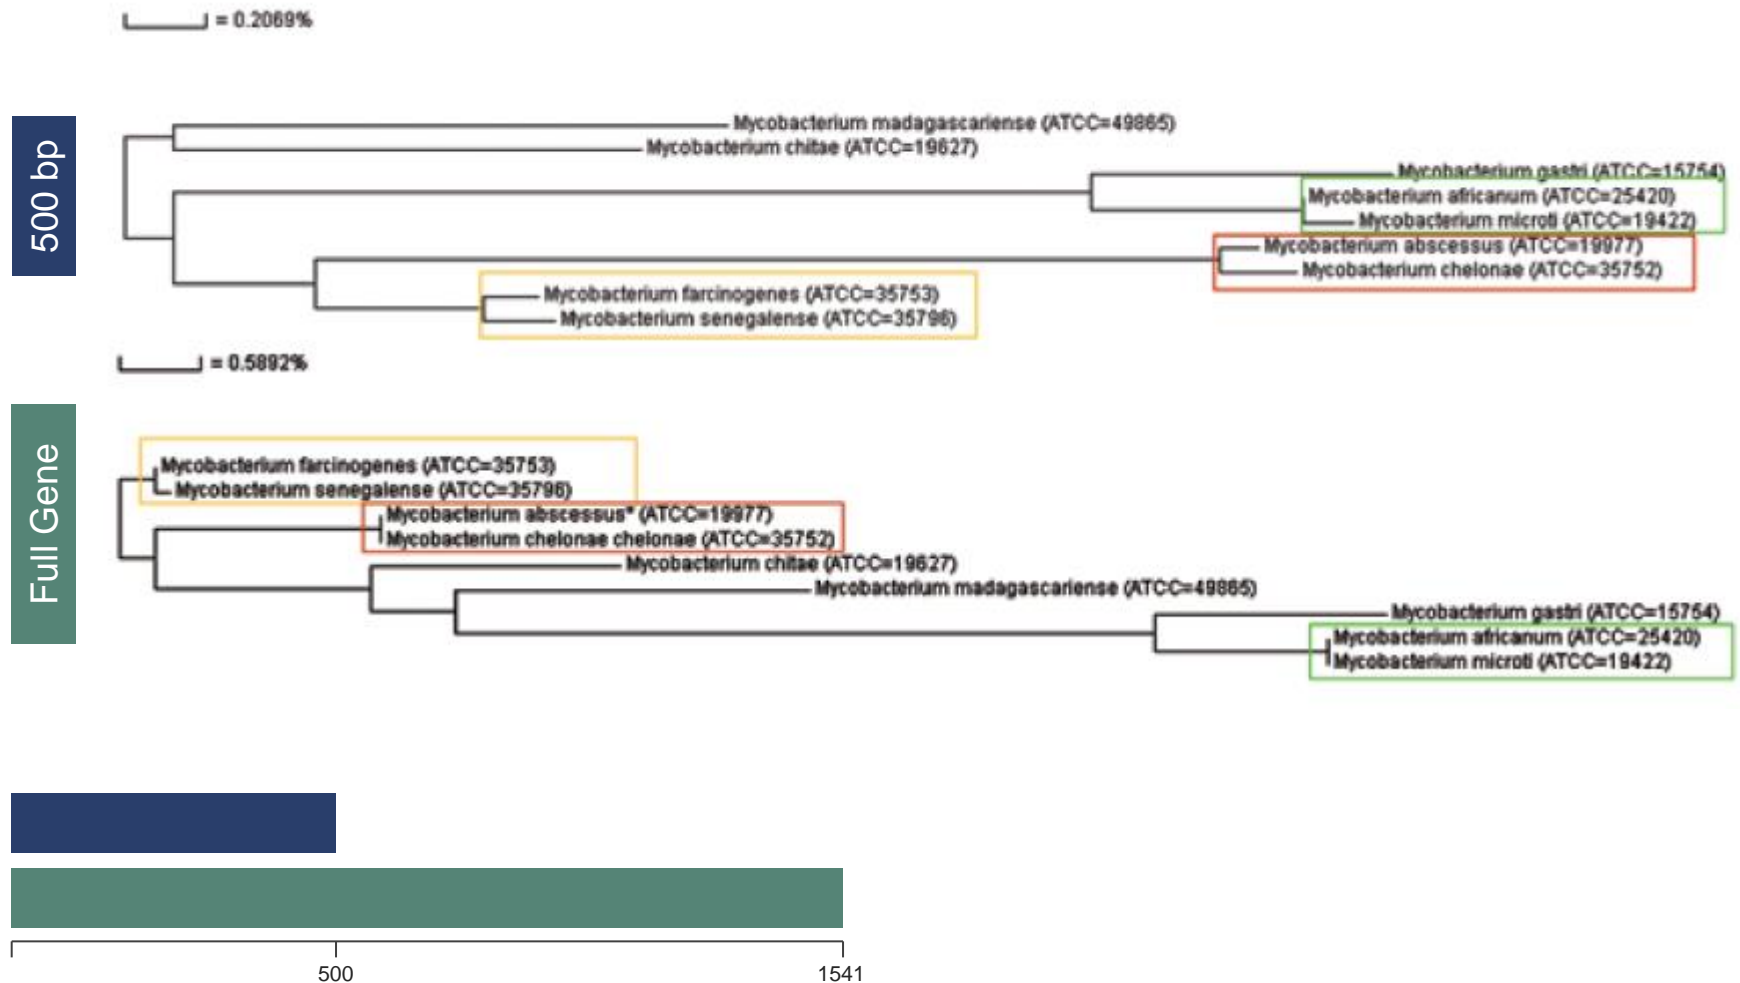 = 0.2069%
500 bp
Mycobacterium madagascariense (ATCC=49865)
Mycobacterium chitae (ATCC=19627)
Mycobacterium gastri (ATCC=15754)
Mycobacterium africanum (ATCC=25420)
Mycobacterium microti (ATCC=19422)
Mycobacterium abscessus (ATCC=19977)
Mycobacterium chelonae (ATCC=35752)
Mycobacterium farcinogenes (ATCC=35753)
Mycobacterium senegalense (ATCC=35796)
= 0.5892%
Full Gene
Mycobacterium farcinogenes (ATCC=35753)
Mycobacterium senegalense (ATCC=35796)
Mycobacterium abscessus* (ATCC=19977)
Mycobacterium chelonae chelonae (ATCC=35752)
Mycobacterium chitae (ATCC=19627)
Mycobacterium madagascariense (ATCC=49865)
Mycobacterium gastri (ATCC=15754)
Mycobacterium africanum (ATCC=25420)
Mycobacterium microti (ATCC=19422)
500
1541